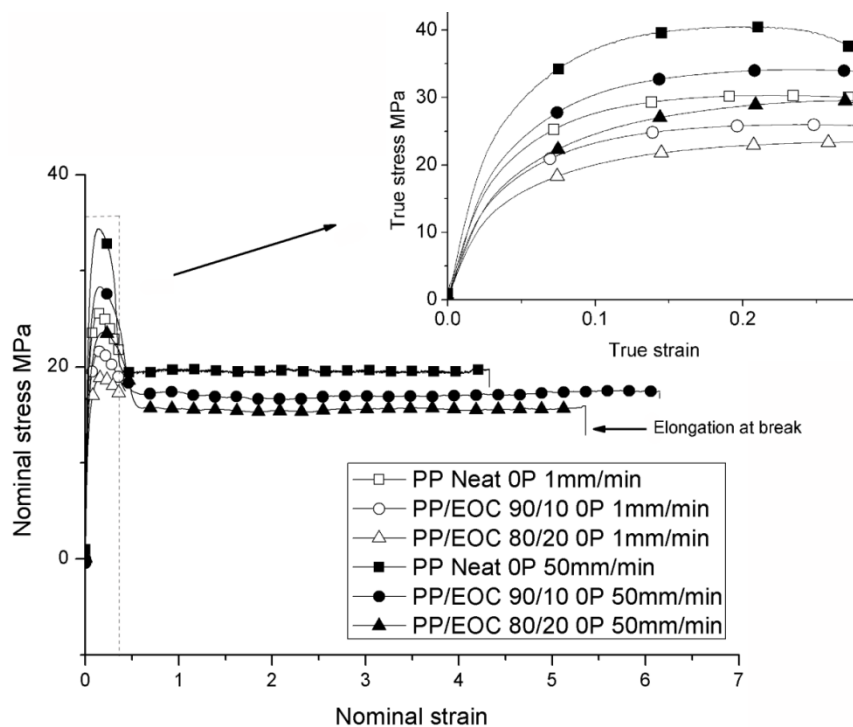 40
30
20
10
0
True stress MPa
0.0
0.1
0.2
True strain
40
20
0
Nominal stress MPa
Elongation at break
PP Neat 0P 1mm/min
PP/EOC 90/10 0P 1mm/min
PP/EOC 80/20 0P 1mm/min
PP Neat 0P 50mm/min
PP/EOC 90/10 0P 50mm/min
PP/EOC 80/20 0P 50mm/min
0
1
2
3
4
5
6
7
Nominal strain